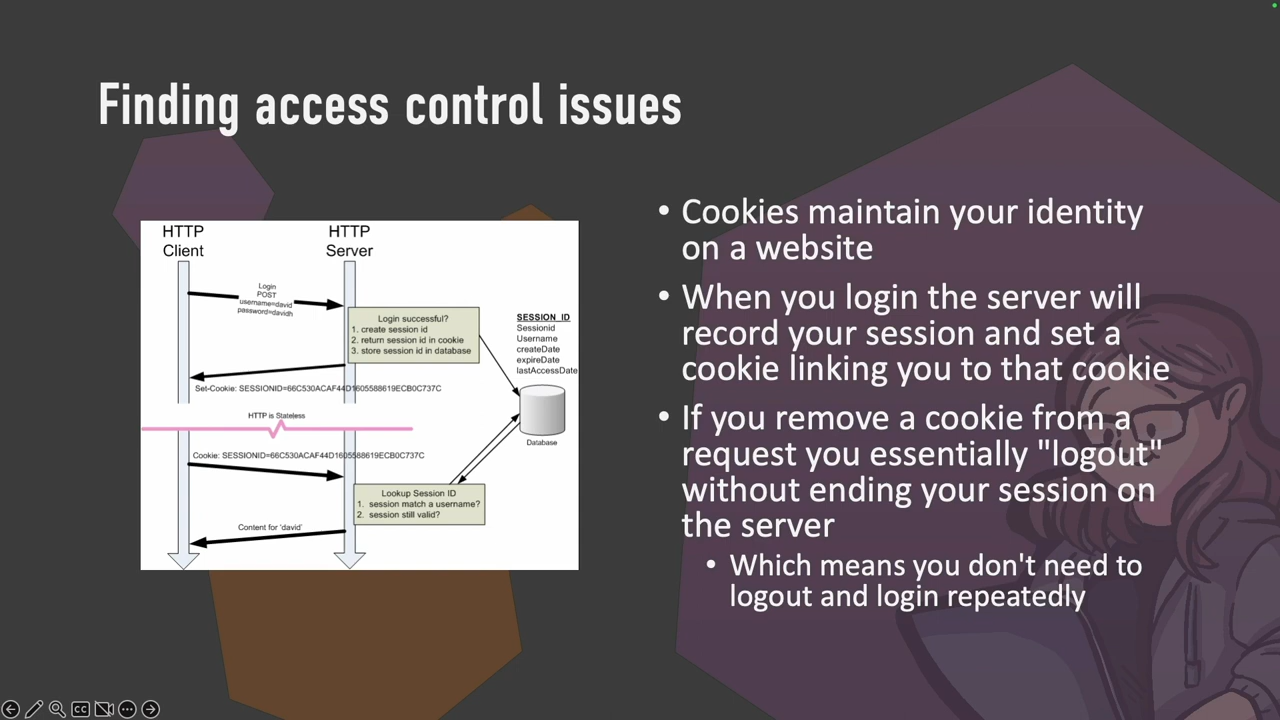 Finding access control issues
HTTP
Client
HTTP
Server
Login
POST
username=david
password=davidh
Login successful?
1. create session id
2. return session id in cookie
3. store session id in database
SESSION_ID
Sessionid
Username
createDate
expireDate
lastAccessDate
Set-Cookie: SESSIONID=66C530ACAF44D1605588619ECB0C737C
HTTP is Stateless
Database
Cookie: SESSIONID=66C530ACAF44D1605588619ECB0C737C
Lookup Session ID
1. session match a username?
2. session still valid?
Content for 'david'
• Cookies maintain your identity
on a website
• When you login the server will
record your session and set a
cookie linking you to that cookie
• If you remove a cookie from a
request you essentially "logout"
without ending your session on
the server
• Which means you don't need to
logout and login repeatedly
CC